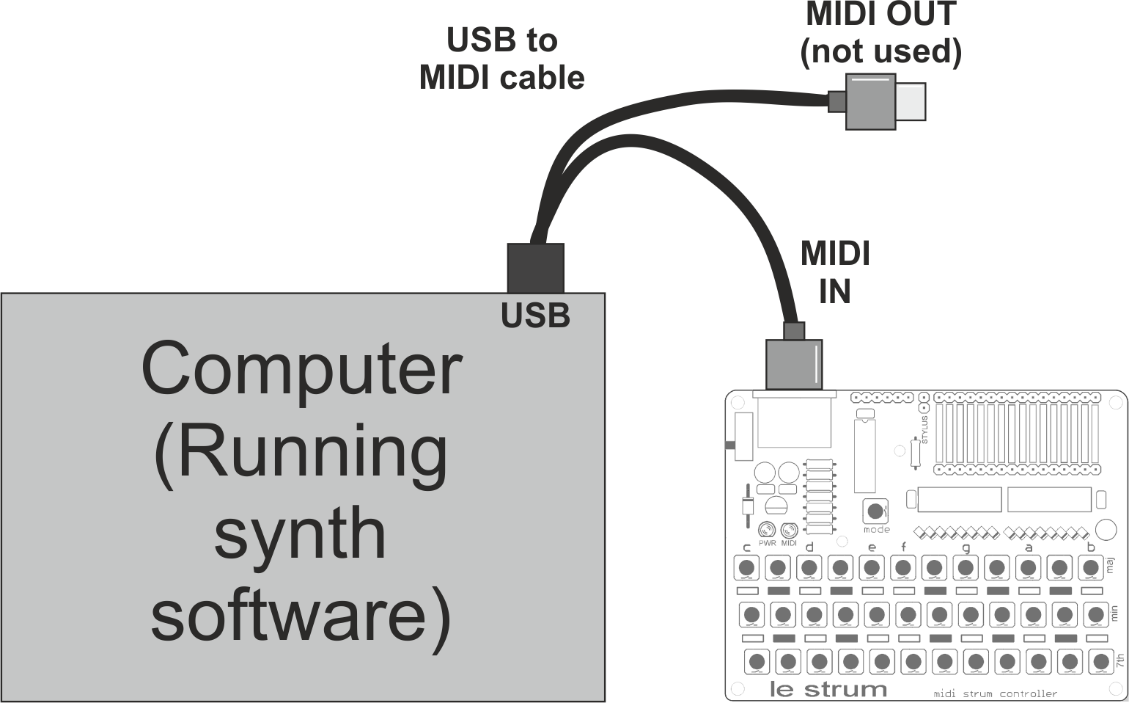 USB to
MIDI cable
MIDI OUT
(not used)
MIDI
IN
USB
Computer
(Running
synth
software)
STYLUS
mode
PWR MIDI
c d e f g a b
maj
min
7th
le strum midi strum controller